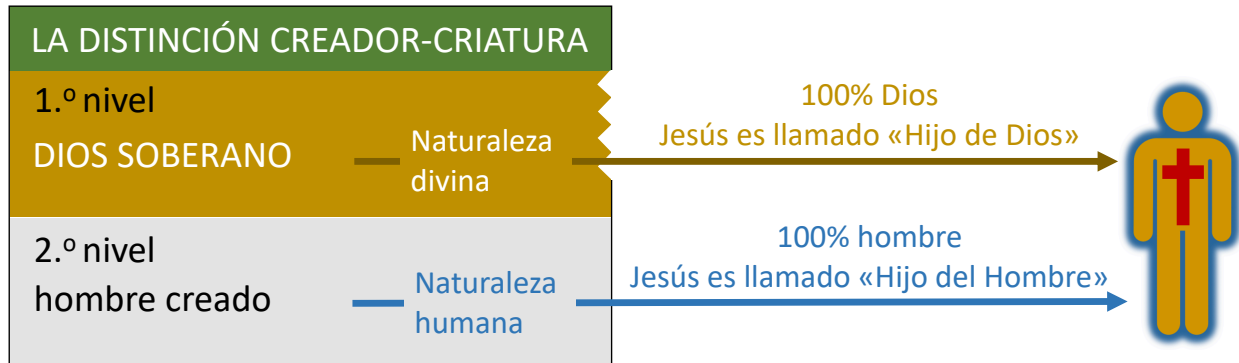 LA DISTINCIÓN CREADOR-CRIATURA
1.º nivel
DIOS SOBERANO
Naturaleza
divina
100% Dios
Jesús es llamado «Hijo de Dios»
2.º nivel
hombre creado
Naturaleza
humana
100% hombre
Jesús es llamado «Hijo del Hombre»